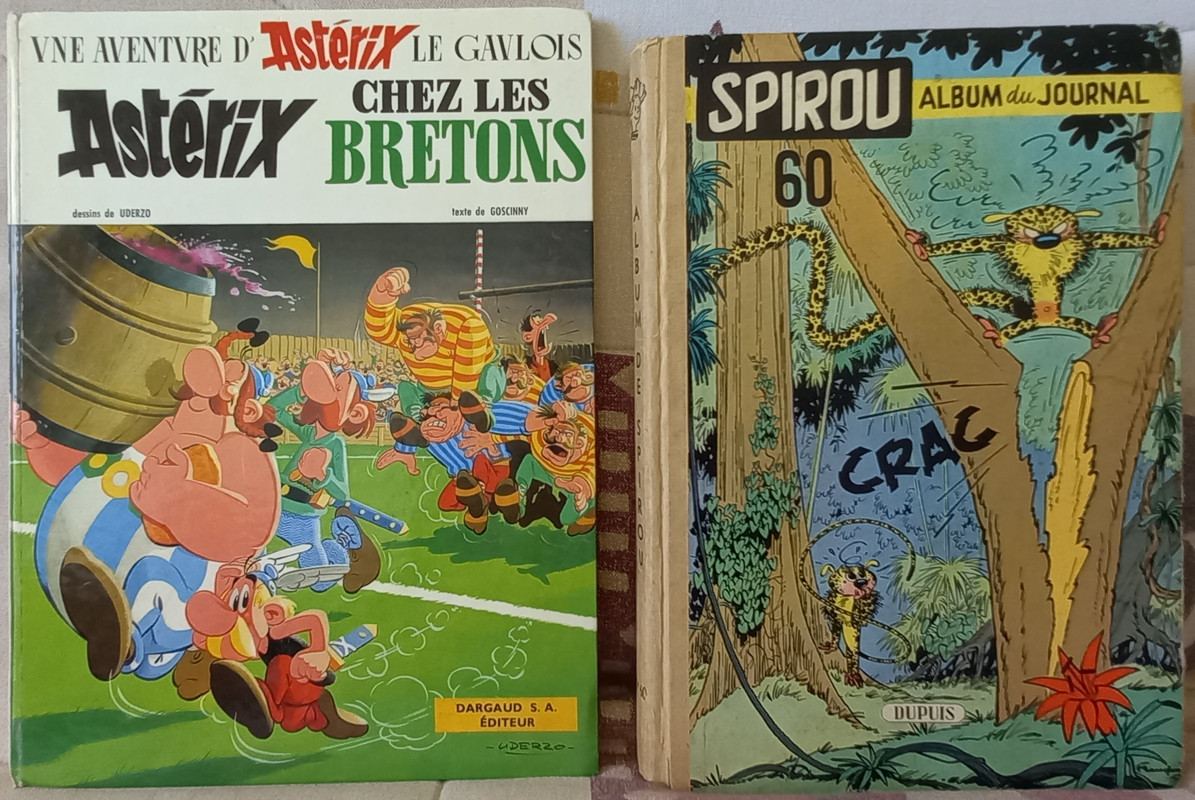 VNE AVENTVRE D' Astérix LE GAVLOIS
Astérix
CHEZ LES
BRETONS
dessins de UDERZO
texte de GOSCINNY
DARGAUD S. A.
ÉDITEUR
-UDERZO-
SPIROU
ALBUM du JOURNAL
60
ALBUM DE SPIROU
CRAC
DUPUIS